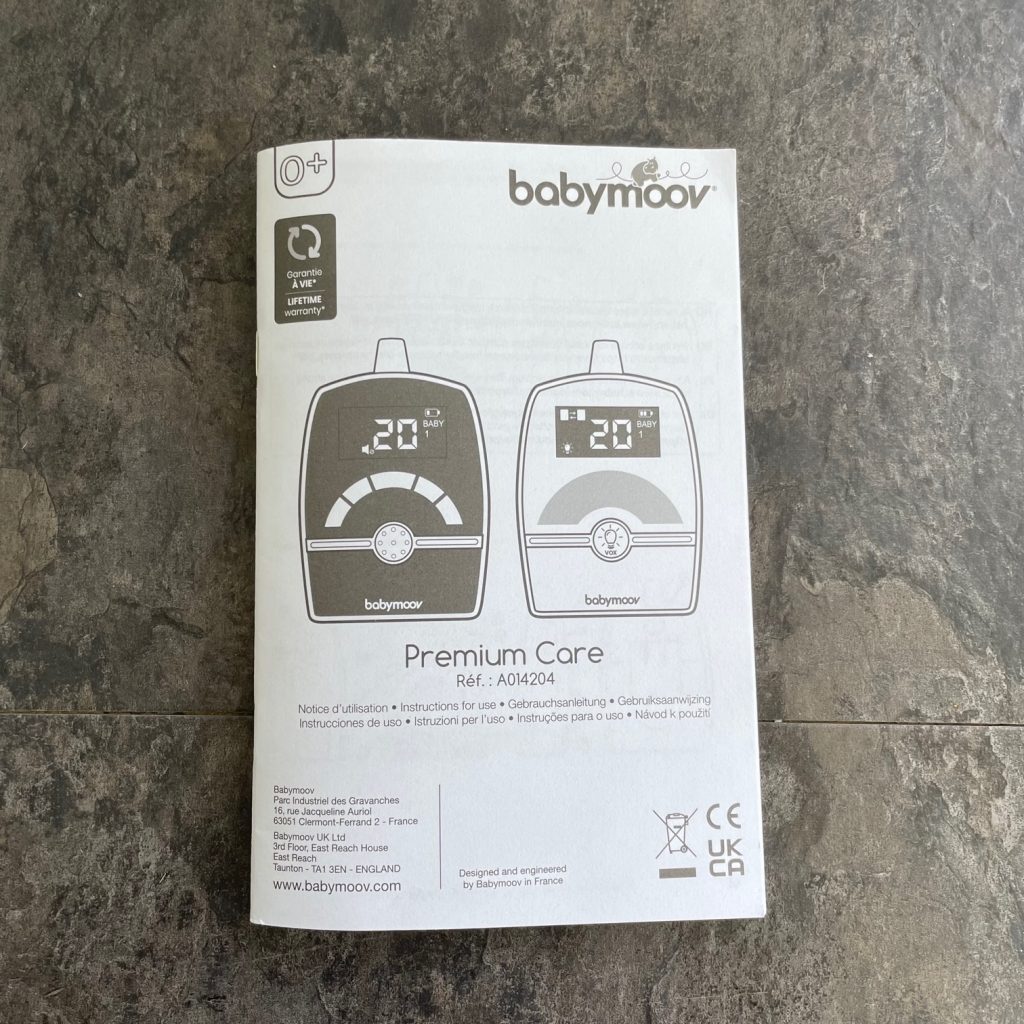 0+
babymoov®
Garantie
À VIE*
LIFETIME
warranty*
20
BABY
1
babymoov
20
BABY
1
VOX
babymoov
Premium Care
Réf. : A014204
Notice d'utilisation • Instructions for use • Gebrauchsanleitung • Gebruiksaanwijzing
Instrucciones de uso • Istruzioni per l'uso • Instruções para o uso • Návod k použití
Babymoov
Parc Industriel des Gravanches
16, rue Jacqueline Auriol
63051 Clermont-Ferrand 2 - France
Babymoov UK Ltd
3rd Floor, East Reach House
East Reach
Taunton - TA1 3EN - ENGLAND
www.babymoov.com
Designed and engineered
by Babymoov in France
CE
UK
CA